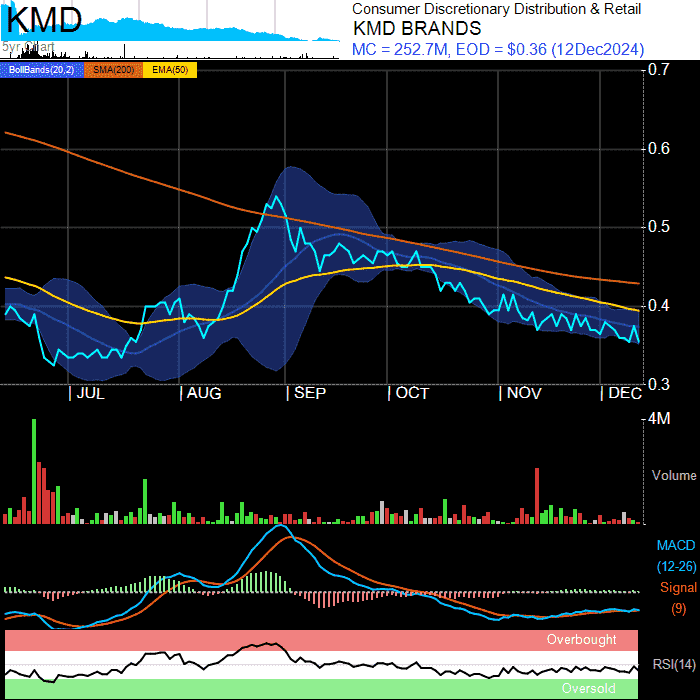 KMD
5yr Chart
Consumer Discretionary Distribution & Retail
KMD BRANDS
MC = 252.7M, EOD = $0.36 (12Dec2024)
BollBands(20,2) SMA(200) EMA(50)
0.7
0.6
0.5
0.4
0.3
JUL AUG SEP OCT NOV DEC
4M
Volume
MACD
(12-26)
Signal
(9)
Overbought
RSI(14)
Oversold